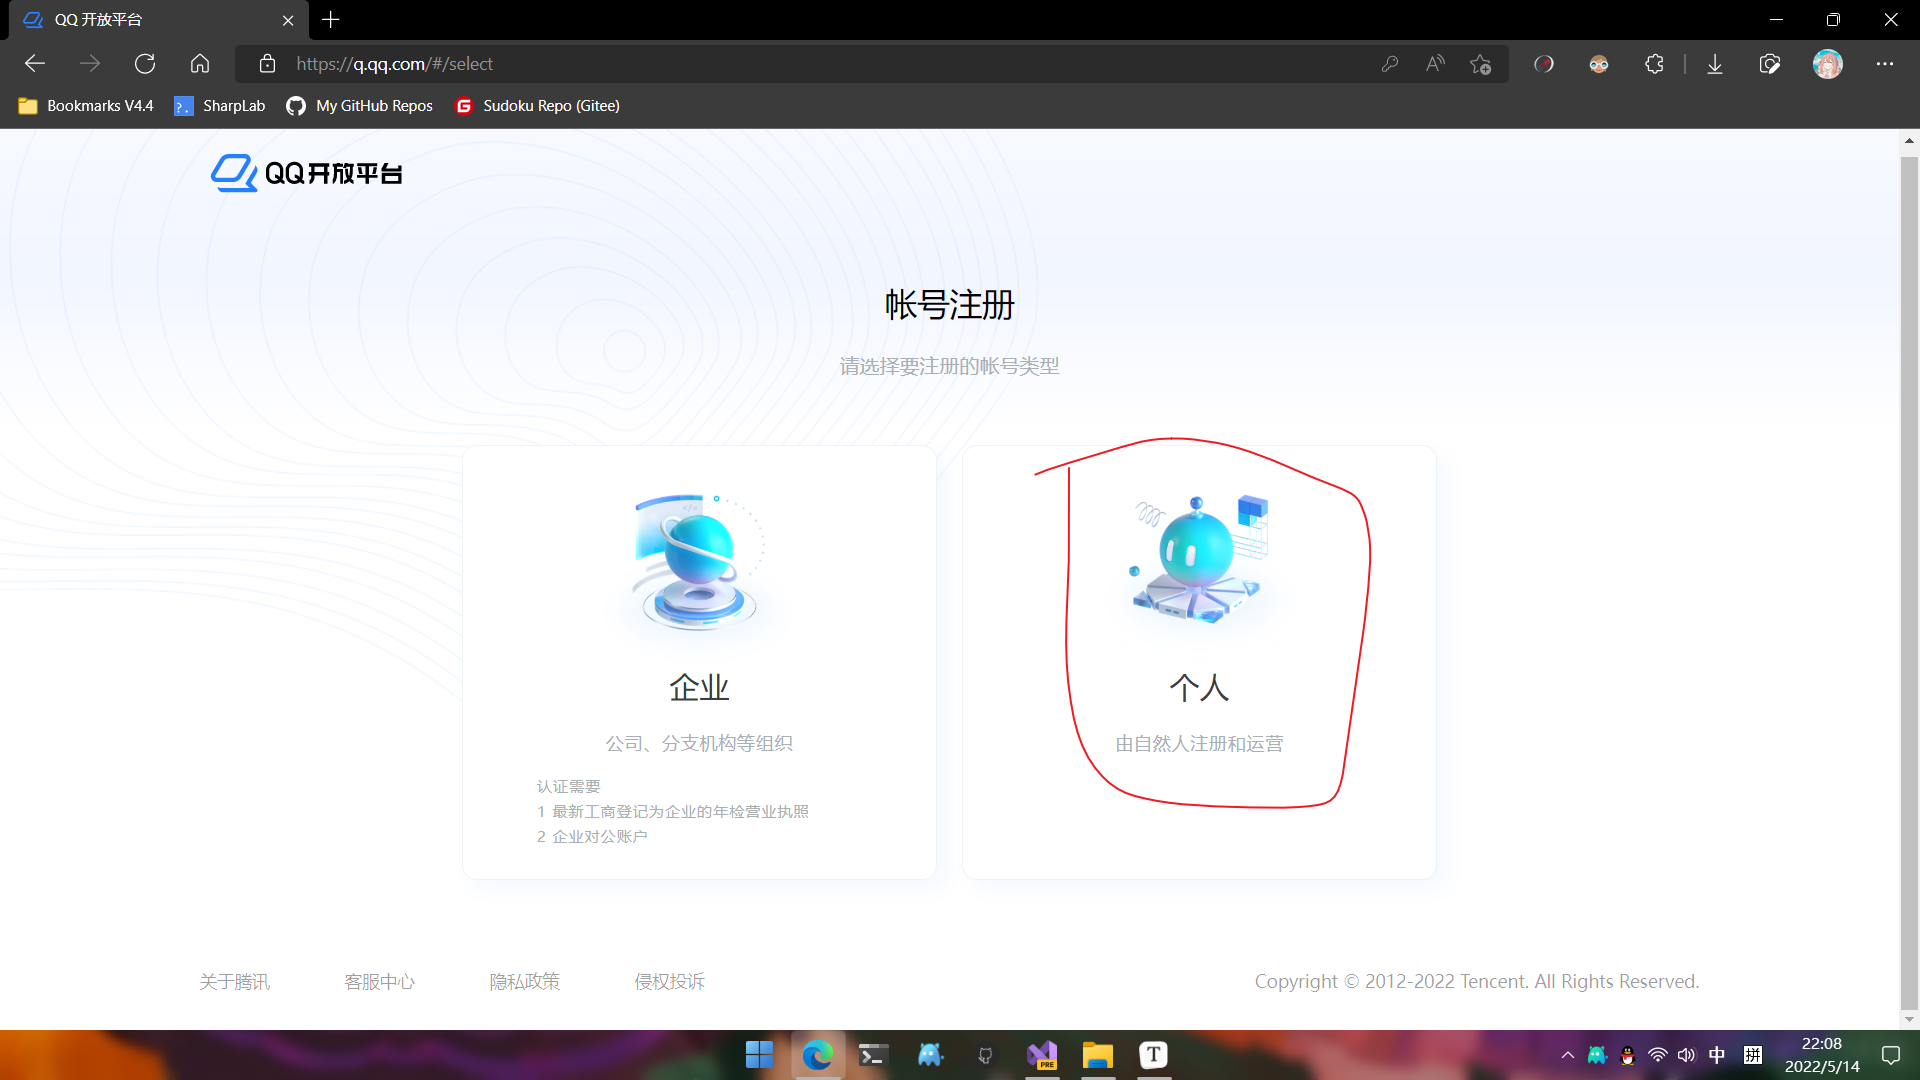 QQ 开放平台
https://q.qq.com/#/select
Bookmarks V4.4
SharpLab
My GitHub Repos
Sudoku Repo (Gitee)
QQ开放平台
帐号注册
请选择要注册的帐号类型
企业
公司、分支机构等组织
认证需要
1 最新工商登记为企业的年检营业执照
2 企业对公账户
个人
由自然人注册和运营
关于腾讯
客服中心
隐私政策
侵权投诉
Copyright © 2012-2022 Tencent. All Rights Reserved.
PRE
T
中
拼
22:08
2022/5/14